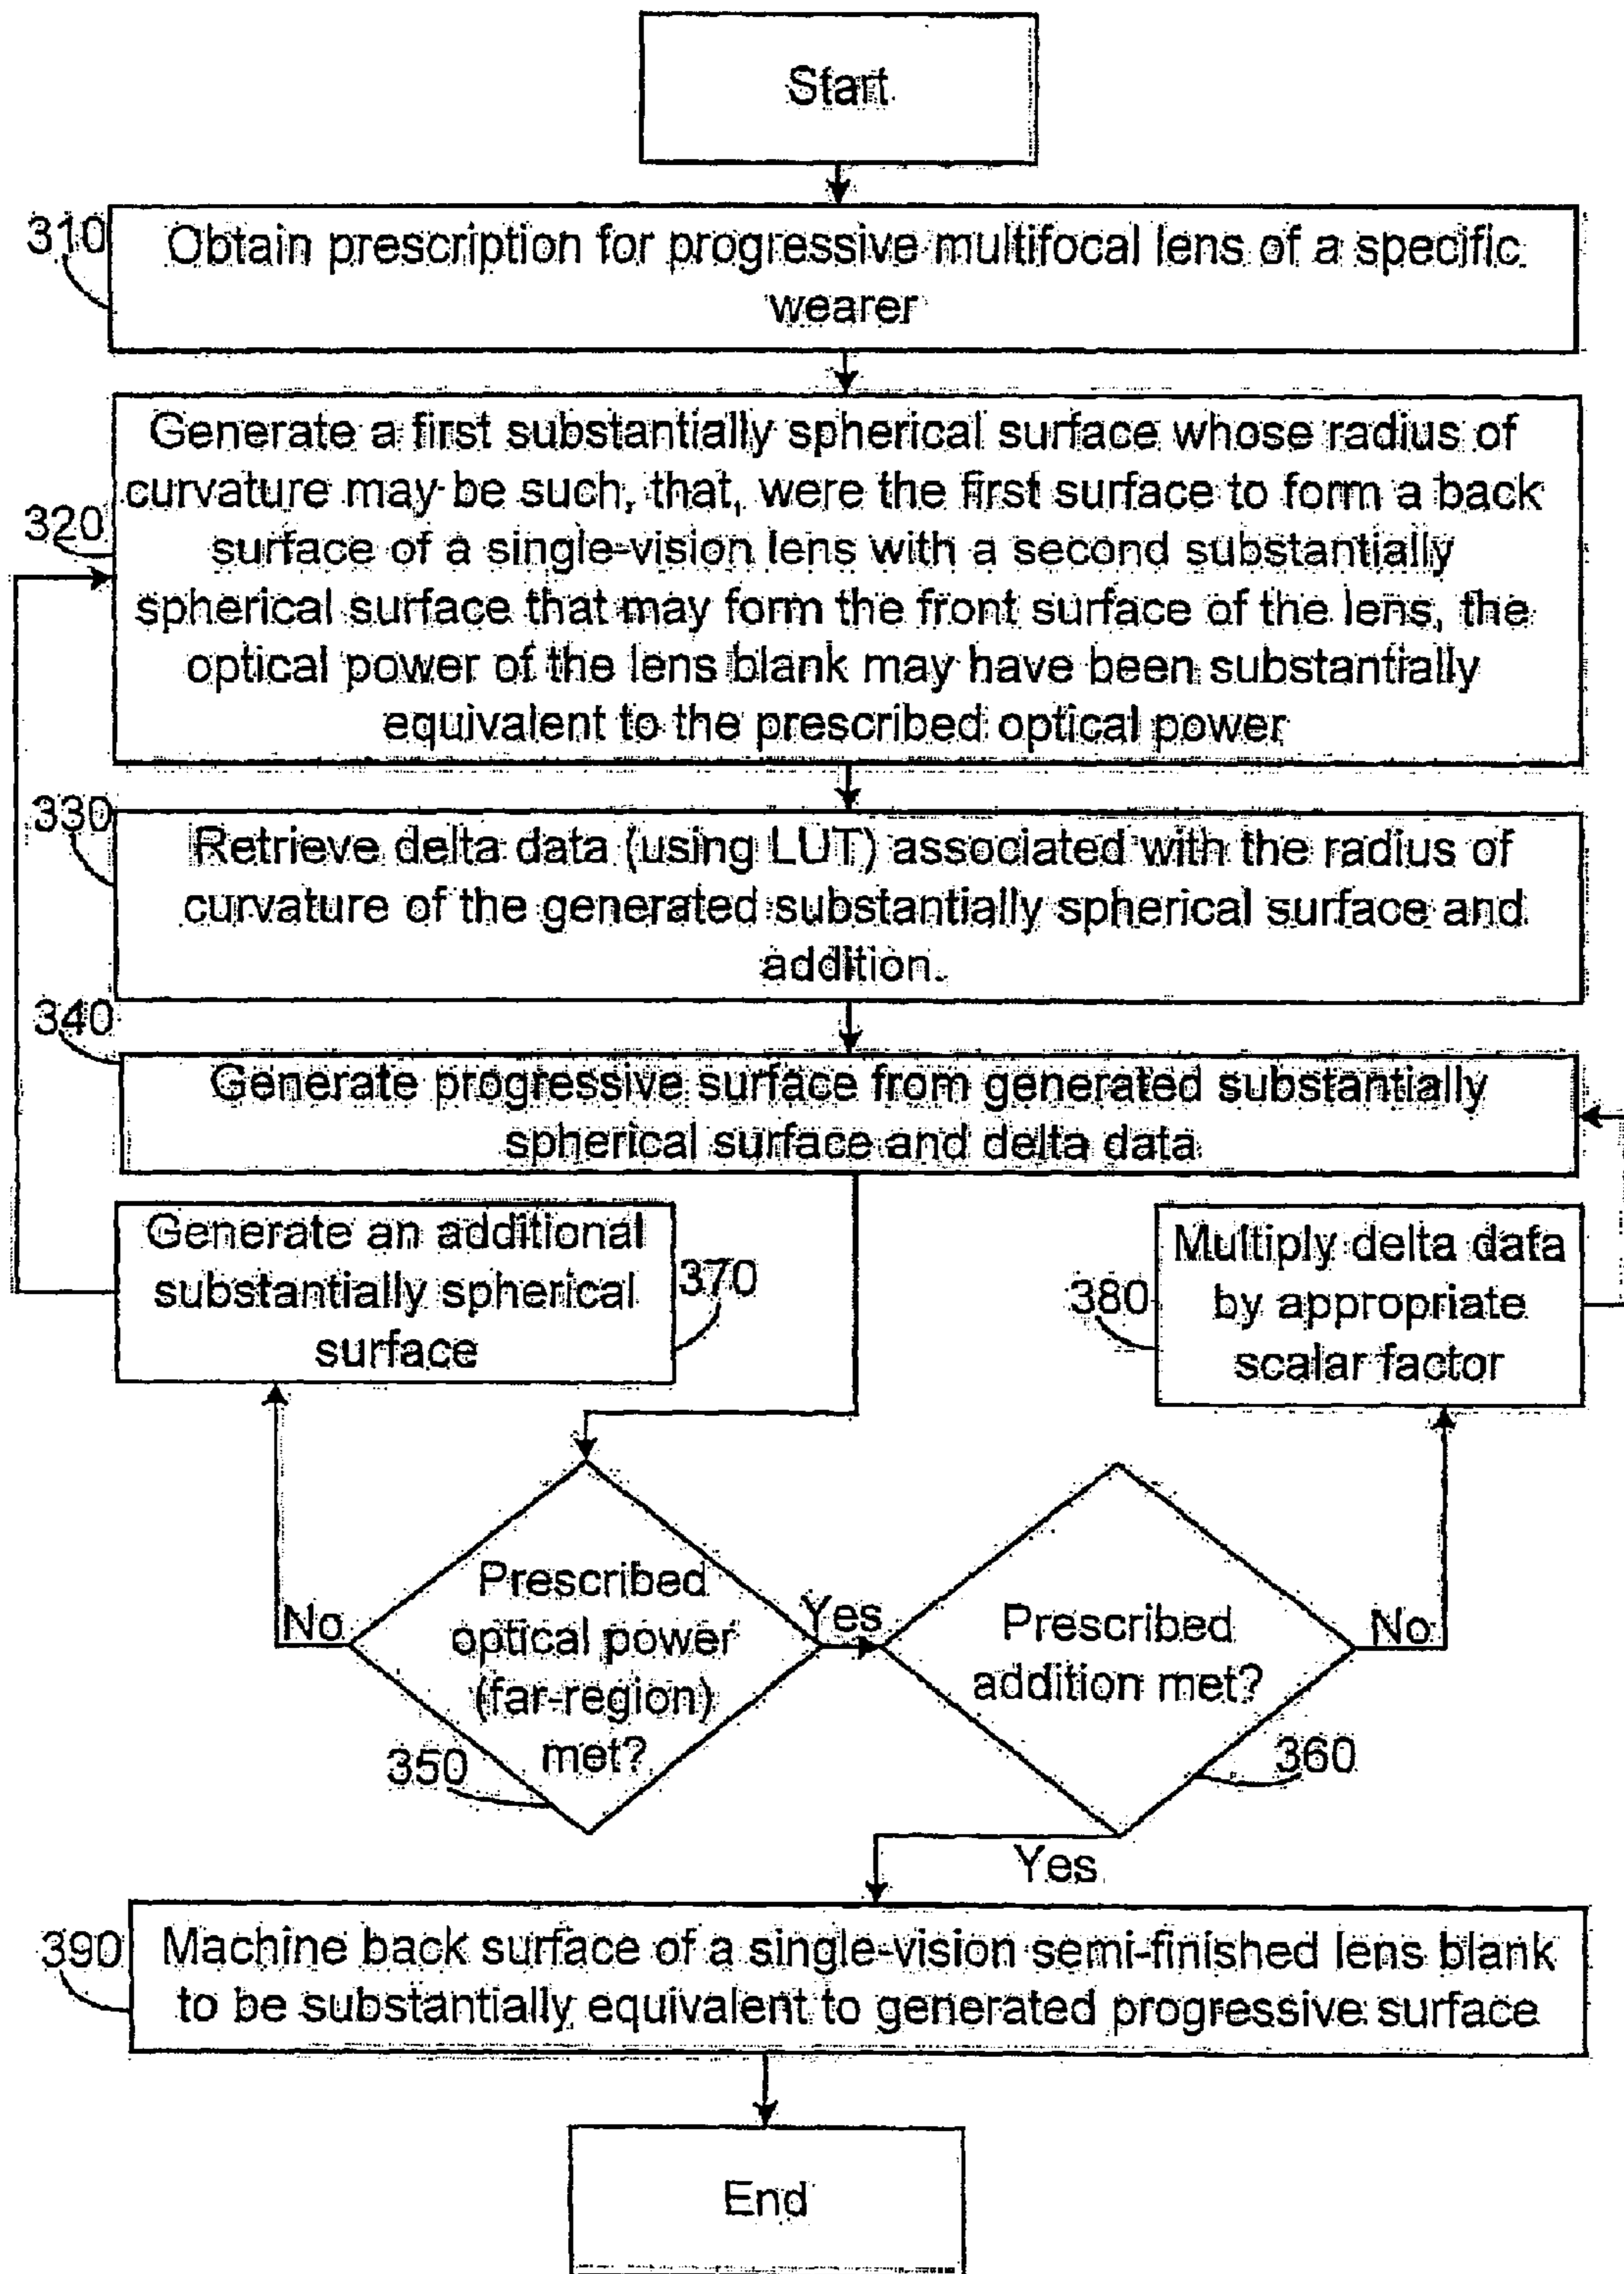 Start
310
Obtain prescription for progressive multifocal lens of a specific
wearer
320
Generate a first substantially spherical surface whose radius of
curvature may be such, that, were the first surface to form a back
surface of a single-vision lens with a second substantially
spherical surface that may form the front surface of the lens, the
optical power of the lens blank may have been substantially
equivalent to the prescribed optical power
330
Retrieve delta data (using LUT) associated with the radius of
curvature of the generated substantially spherical surface and
addition.
340
Generate progressive surface from generated substantially
spherical surface and delta data
Generate an additional
substantially spherical
surface
370
380
Multiply delta data
by appropriate
scalar factor
No
Prescribed
optical power
(far-region)
met?
350
Yes
Prescribed
addition met?
360
No
Yes
390
Machine back surface of a single-vision semi-finished lens blank
to be substantially equivalent to generated progressive surface
End